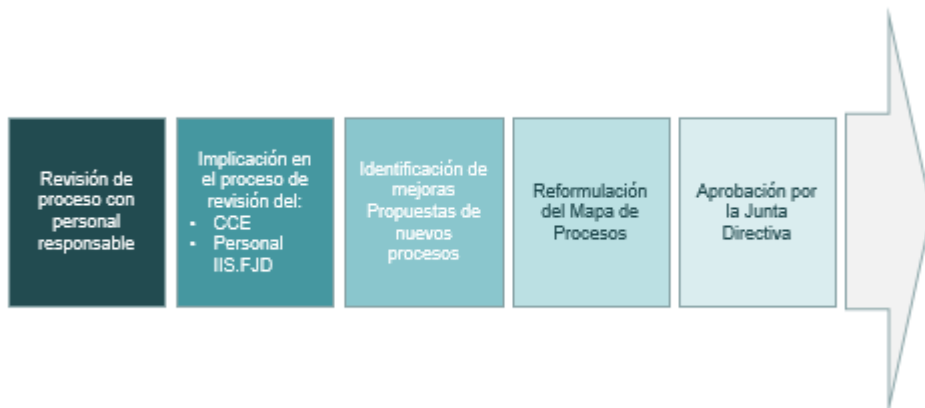 Revisión de
proceso con
personal
responsable
Implicación en
el proceso de
revisión del:
• CCE
• Personal
IIS.FJD
Identificación de
mejoras
Propuestas de
nuevos
procesos
Reformulación
del Mapa de
Procesos
Aprobación por
la Junta
Directiva